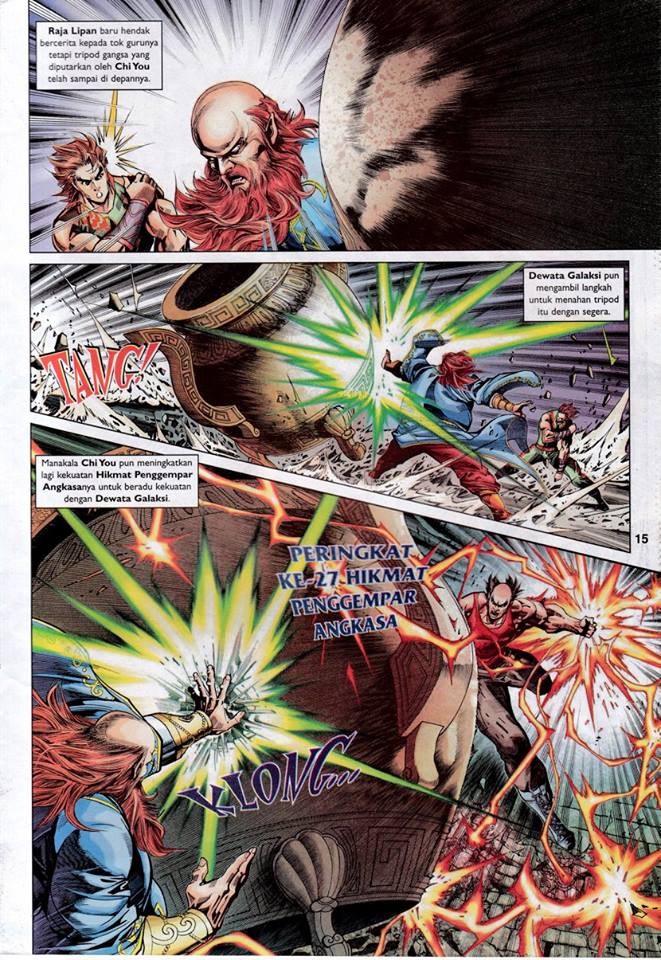 Raja Lipan baru hendak
bercerita kepada tok gurunya
tetapi tripod gangsa yang
diputarkan oleh Chi You
telah sampai di depannya.
Dewata Galaksi pun
mengambil langkah
untuk menahan tripod
itu dengan segera.
TANG!
Manakala Chi You pun meningkatkan
lagi kekuatan Hikmat Penggempar
Angkasanya untuk beradu kekuatan
dengan Dewata Galaksi.
15
PERINGKAT
KE-27 HIKMAT
PENGGEMPAR
ANGKASA
KLONG...